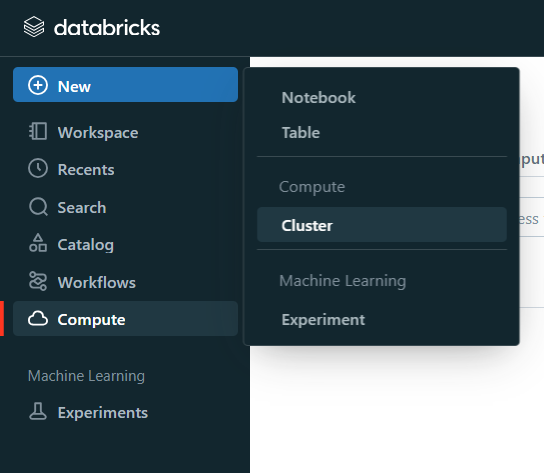 databricks
New
Workspace
Recents
Search
Catalog
Workflows
Compute
Machine Learning
Experiments
Notebook
Table
Compute
Cluster
Machine Learning
Experiment